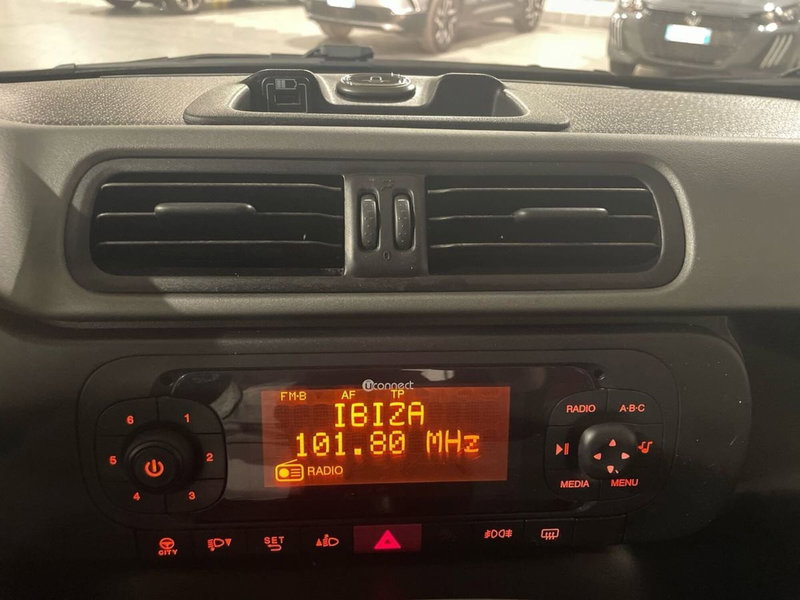 uconnect
FM-B AF TP
IBIZA
101.80 MHz
RADIO
6 1
5 2
4 3
RADIO A-B-C
MEDIA MENU
CITY
SET
0